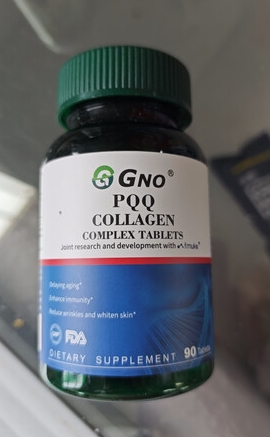 GNO®
PQQ
COLLAGEN
COMPLEX TABLETS
Joint research and development with
Delaying aging*
Enhance immunity*
Reduce wrinkles and whiten skin*
FDA
DIETARY SUPPLEMENT 90 Tablets